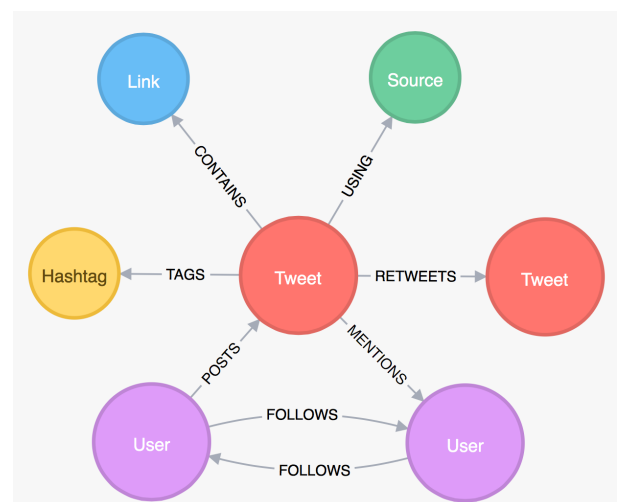 Link
Source
CONTAINS
USING
Hashtag
TAGS
Tweet
RETWEETS
Tweet
POSTS
MENTIONS
User
FOLLOWS
FOLLOWS
User